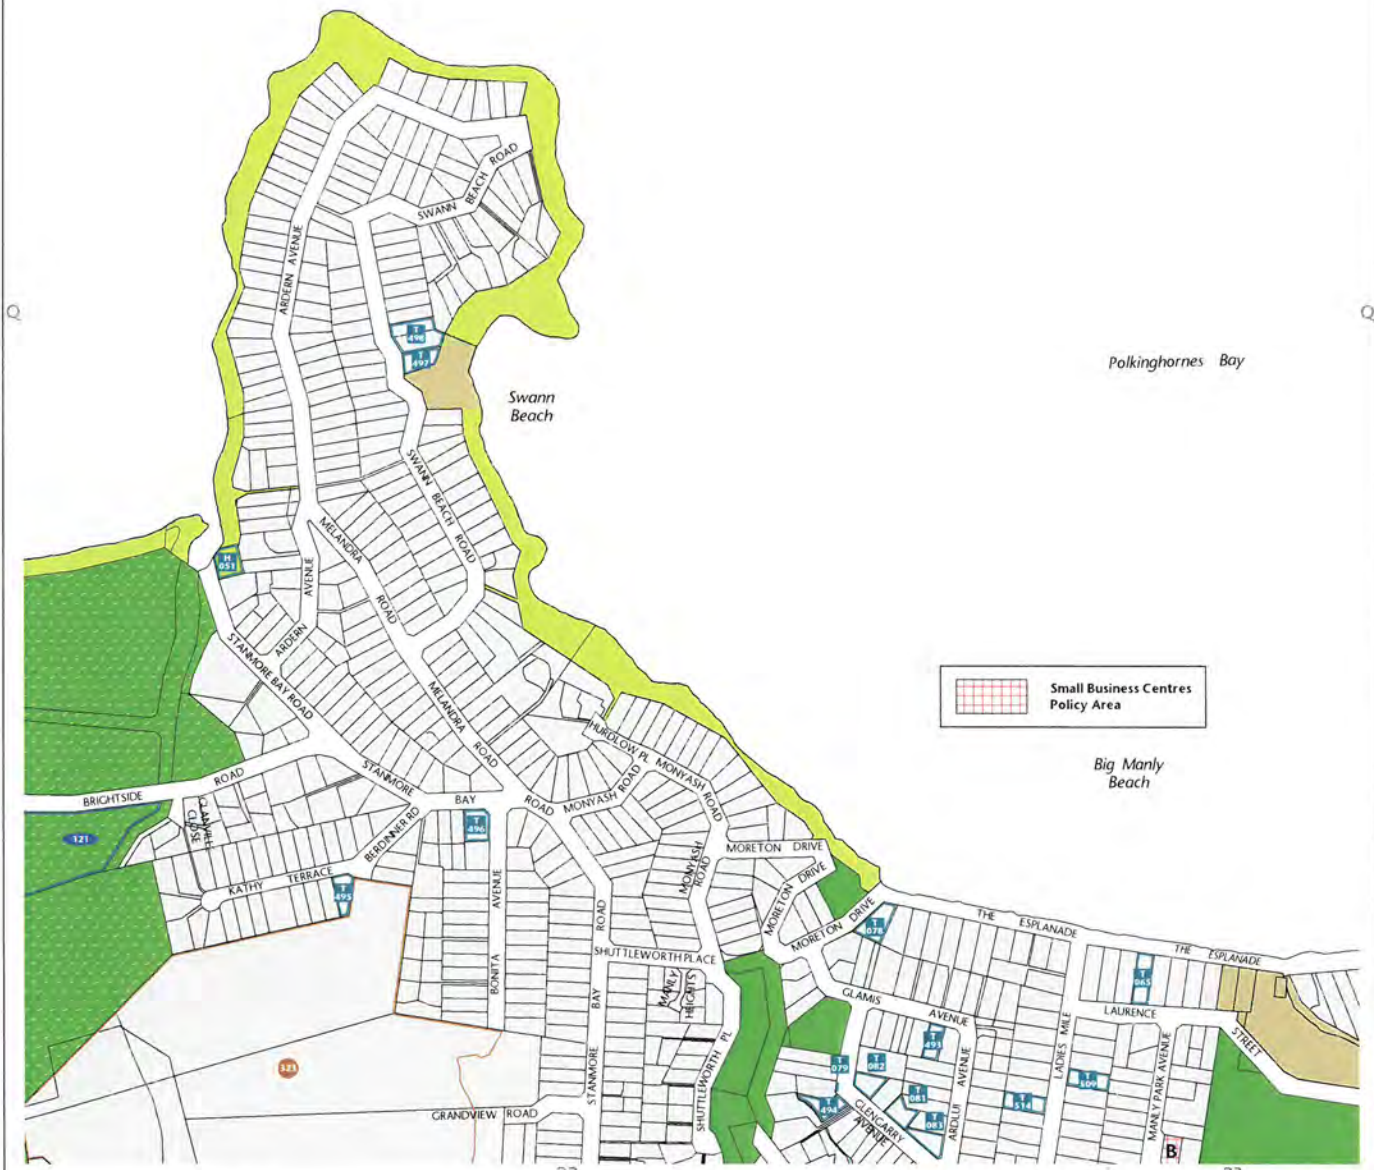 SWANN BEACH ROAD
ARDERN AVENUE
Q
Q
T
498
T
497
Polkinghornes Bay
Swann
Beach
SWANN BEACH ROAD
MELANDRA ROAD
H
051
ARDERN AVENUE
STANMORE BAY ROAD
MELANDRA ROAD
Small Business Centres
Policy Area
HURDLOW PL
MONYASH ROAD
Big Manly
Beach
BRIGHTSIDE ROAD
STANMORE BAY ROAD
MONYASH ROAD
GLANVILLE
CLOSE
BERDINNER RD
T
496
121
MORETON DRIVE
MONYASH
ROAD
KATHY TERRACE
T
495
BONITA AVENUE
MORETON DRIVE
MORETON DRIVE
T
078
THE ESPLANADE
THE ESPLANADE
SHUTTLEWORTH PLACE
MANLY
HEIGHTS
T
065
GLAMIS AVENUE
LAURENCE STREET
LADIES MILE
T
493
T
079
T
082
323
STANMORE BAY ROAD
SHUTTLEWORTH PL
T
081
ARDLUI AVENUE
T
509
T
514
MANLY PARK AVENUE
T
494
GLENCARRY
AVENUE
T
083
GRANDVIEW ROAD
B